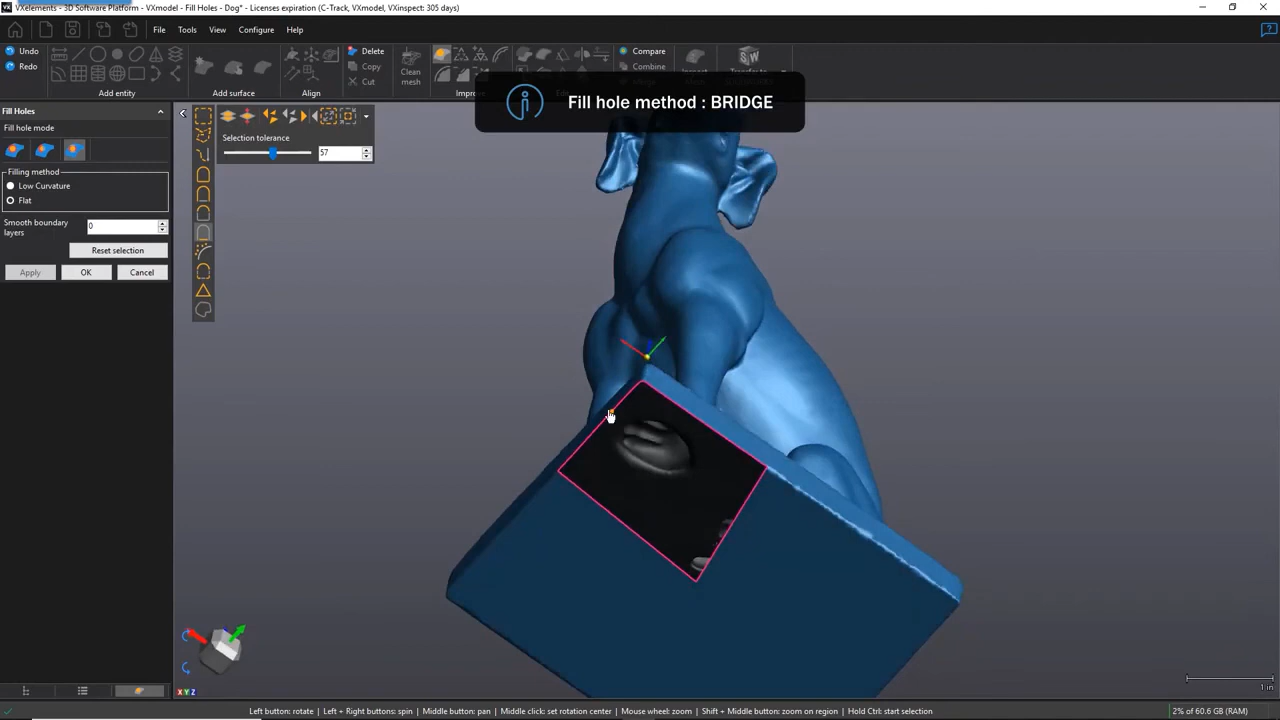 VXelements - 3D Software Platform - VXmodel - Fill Holes - Dog* - Licenses expiration (C-Track, VXmodel, VXinspect: 305 days)
File Tools View Configure Help
Undo
Redo
Add entity
Add surface
Align
Delete
Copy
Cut
Clean
mesh
Compare
Combine
Fill hole method : BRIDGE
Fill Holes
Fill hole mode
Filling method
Low Curvature
Flat
Smooth boundary
layers
0
Reset selection
Apply OK Cancel
Selection tolerance
57
1 in
X Y Z
Left button: rotate | Left + Right buttons: spin | Middle button: pan | Middle click: set rotation center | Mouse wheel: zoom | Shift + Middle button: zoom on region | Hold Ctrl: start selection
2% of 60.6 GB (RAM)